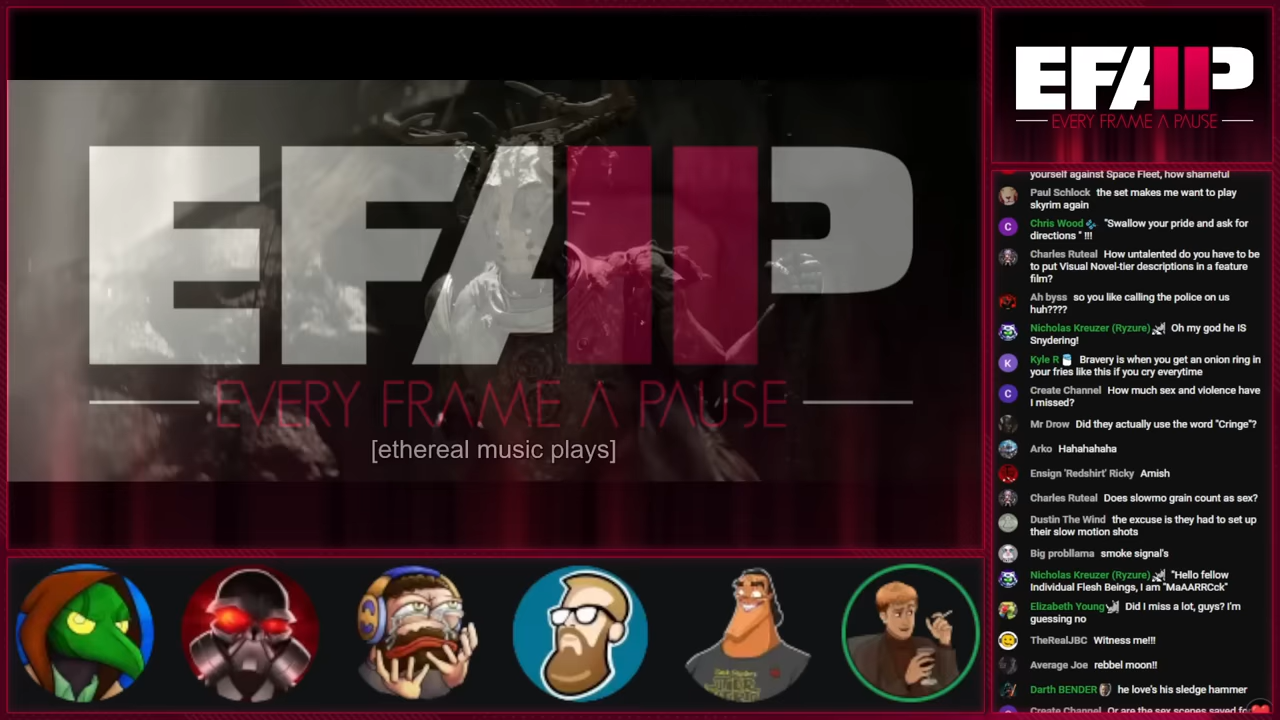 EFAP
EVERY FRAME A PAUSE
[ethereal music plays]
EFAP
EVERY FRAME A PAUSE
yourself against Space Fleet, how shameful
Paul Schlock the set makes me want to play
skyrim again
C
Chris Wood "Swallow your pride and ask for
directions " !!!
Charles Ruteal How untalented do you have to be
to put Visual Novel-tier descriptions in a feature
film?
Ah byss so you like calling the police on us
huh????
Nicholas Kreuzer (Ryzure) Oh my god he IS
Snydering!
K
Kyle R Bravery is when you get an onion ring in
your fries like this if you cry everytime
C
Create Channel How much sex and violence have
I missed?
Mr Drow Did they actually use the word "Cringe"?
Arko Hahahahaha
Ensign 'Redshirt' Ricky Amish
Charles Ruteal Does slowmo grain count as sex?
Dustin The Wind the excuse is they had to set up
their slow motion shots
Big probllama smoke signal's
Nicholas Kreuzer (Ryzure) "Hello fellow
Individual Flesh Beings, I am "MaAARRCck"
Elizabeth Young Did I miss a lot, guys? I'm
guessing no
TheRealJBC Witness me!!!
Average Joe rebbel moon!!
Darth BENDER he love's his sledge hammer
Create Channel Or are the sex scenes saved